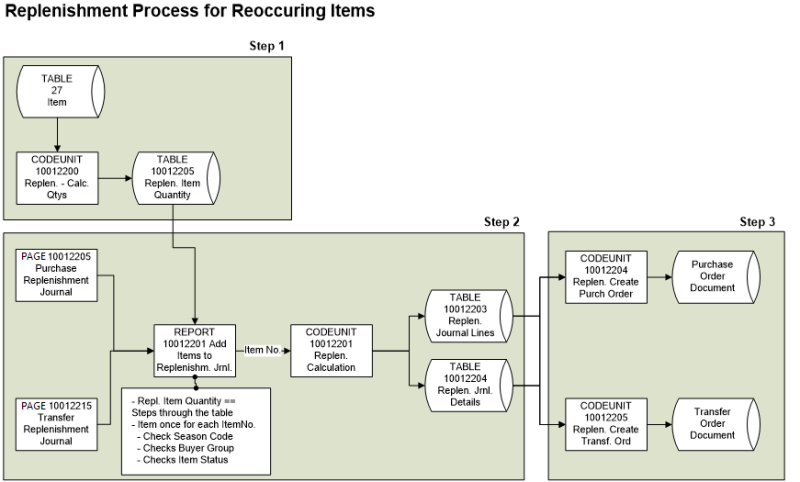 Replenishment Process for Reoccuring Items
Step 1
TABLE
27
Item
CODEUNIT
10012200
Replen. - Calc.
Qtys
TABLE
10012205
Replen. Item
Quantity
Step 2
PAGE 10012205
Purchase
Replenishment
Journal
REPORT
10012201 Add
Items to
Replenishm. Jrnl.
Item No.
CODEUNIT
10012201
Replen.
Calculation
TABLE
10012203
Replen.
Journal Lines
TABLE
10012204
Replen. Jrnl.
Details
PAGE 10012215
Transfer
Replenishment
Journal
- Repl. Item Quantity ==
Steps through the table
- Item once for each ItemNo.
- Check Season Code
- Checks Buyer Group
- Checks Item Status
Step 3
CODEUNIT
10012204
Replen. Create
Purch Order
Purchase
Order
Document
CODEUNIT
10012205
Replen. Create
Transf. Ord
Transfer
Order
Document